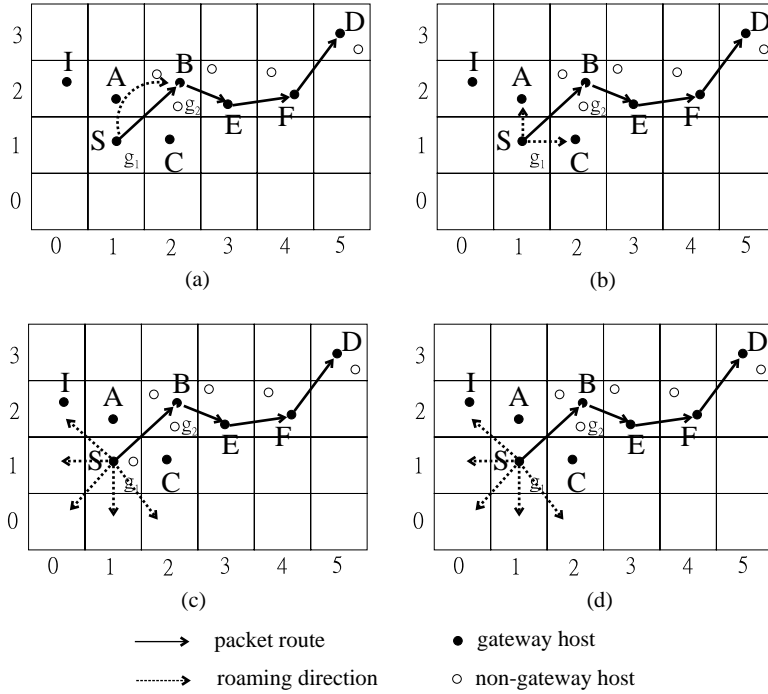 3 D
I A B
2 g₂ E F
S
1 g₁ C
0
0 1 2 3 4 5
(a)
3 D
I A B
2 g₂ E F
S
1 g₁ C
0
0 1 2 3 4 5
(b)
3 D
I A B
2 g₂ E F
S
1 g₁ C
0
0 1 2 3 4 5
(c)
3 D
I A B
2 g₂ E F
S
1 g₁ C
0
0 1 2 3 4 5
(d)
packet route gateway host
roaming direction non-gateway host